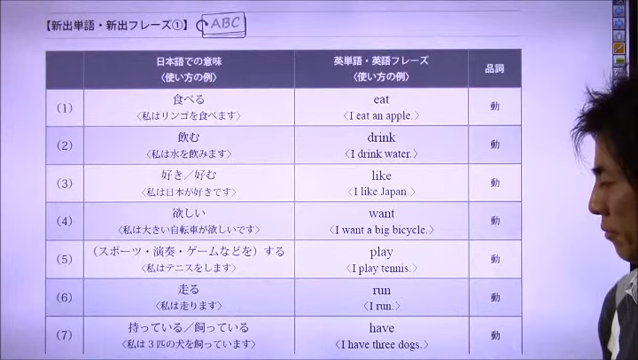 【新出単語・新出フレーズ①】 ABC
日本語での意味 英単語・英語フレーズ 品詞
〈使い方の例〉 〈使い方の例〉
(1) 食べる eat 動
〈私はリンゴを食べます〉 〈I eat an apple.〉
(2) 飲む drink 動
〈私は水を飲みます〉 〈I drink water.〉
(3) 好き／好む like 動
〈私は日本が好きです〉 〈I like Japan.〉
(4) 欲しい want 動
〈私は大きい自転車が欲しいです〉 〈I want a big bicycle.〉
(5) （スポーツ・演奏・ゲームなどを）する play 動
〈私はテニスをします〉 〈I play tennis.〉
(6) 走る run 動
〈私は走ります〉 〈I run.〉
(7) 持っている／飼っている have 動
〈私は３匹の犬を飼っています〉 〈I have three dogs.〉